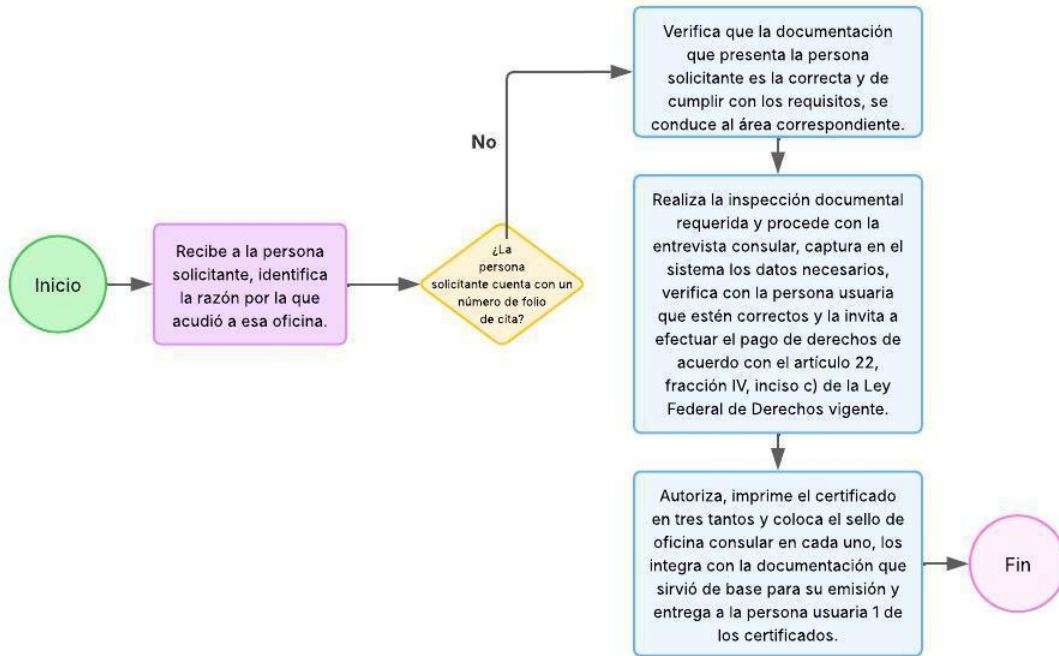 Inicio
Recibe a la persona
solicitante, identifica
la razón por la que
acudió a esa oficina.
¿La
persona
solicitante cuenta con un
número de folio
de cita?
No
Verifica que la documentación
que presenta la persona
solicitante es la correcta y de
cumplir con los requisitos, se
conduce al área correspondiente.
Realiza la inspección documental
requerida y procede con la
entrevista consular, captura en el
sistema los datos necesarios,
verifica con la persona usuaria
que estén correctos y la invita a
efectuar el pago de derechos de
acuerdo con el artículo 22,
fracción IV, inciso c) de la Ley
Federal de Derechos vigente.
Autoriza, imprime el certificado
en tres tantos y coloca el sello de
oficina consular en cada uno, los
integra con la documentación que
sirvió de base para su emisión y
entrega a la persona usuaria 1 de
los certificados.
Fin